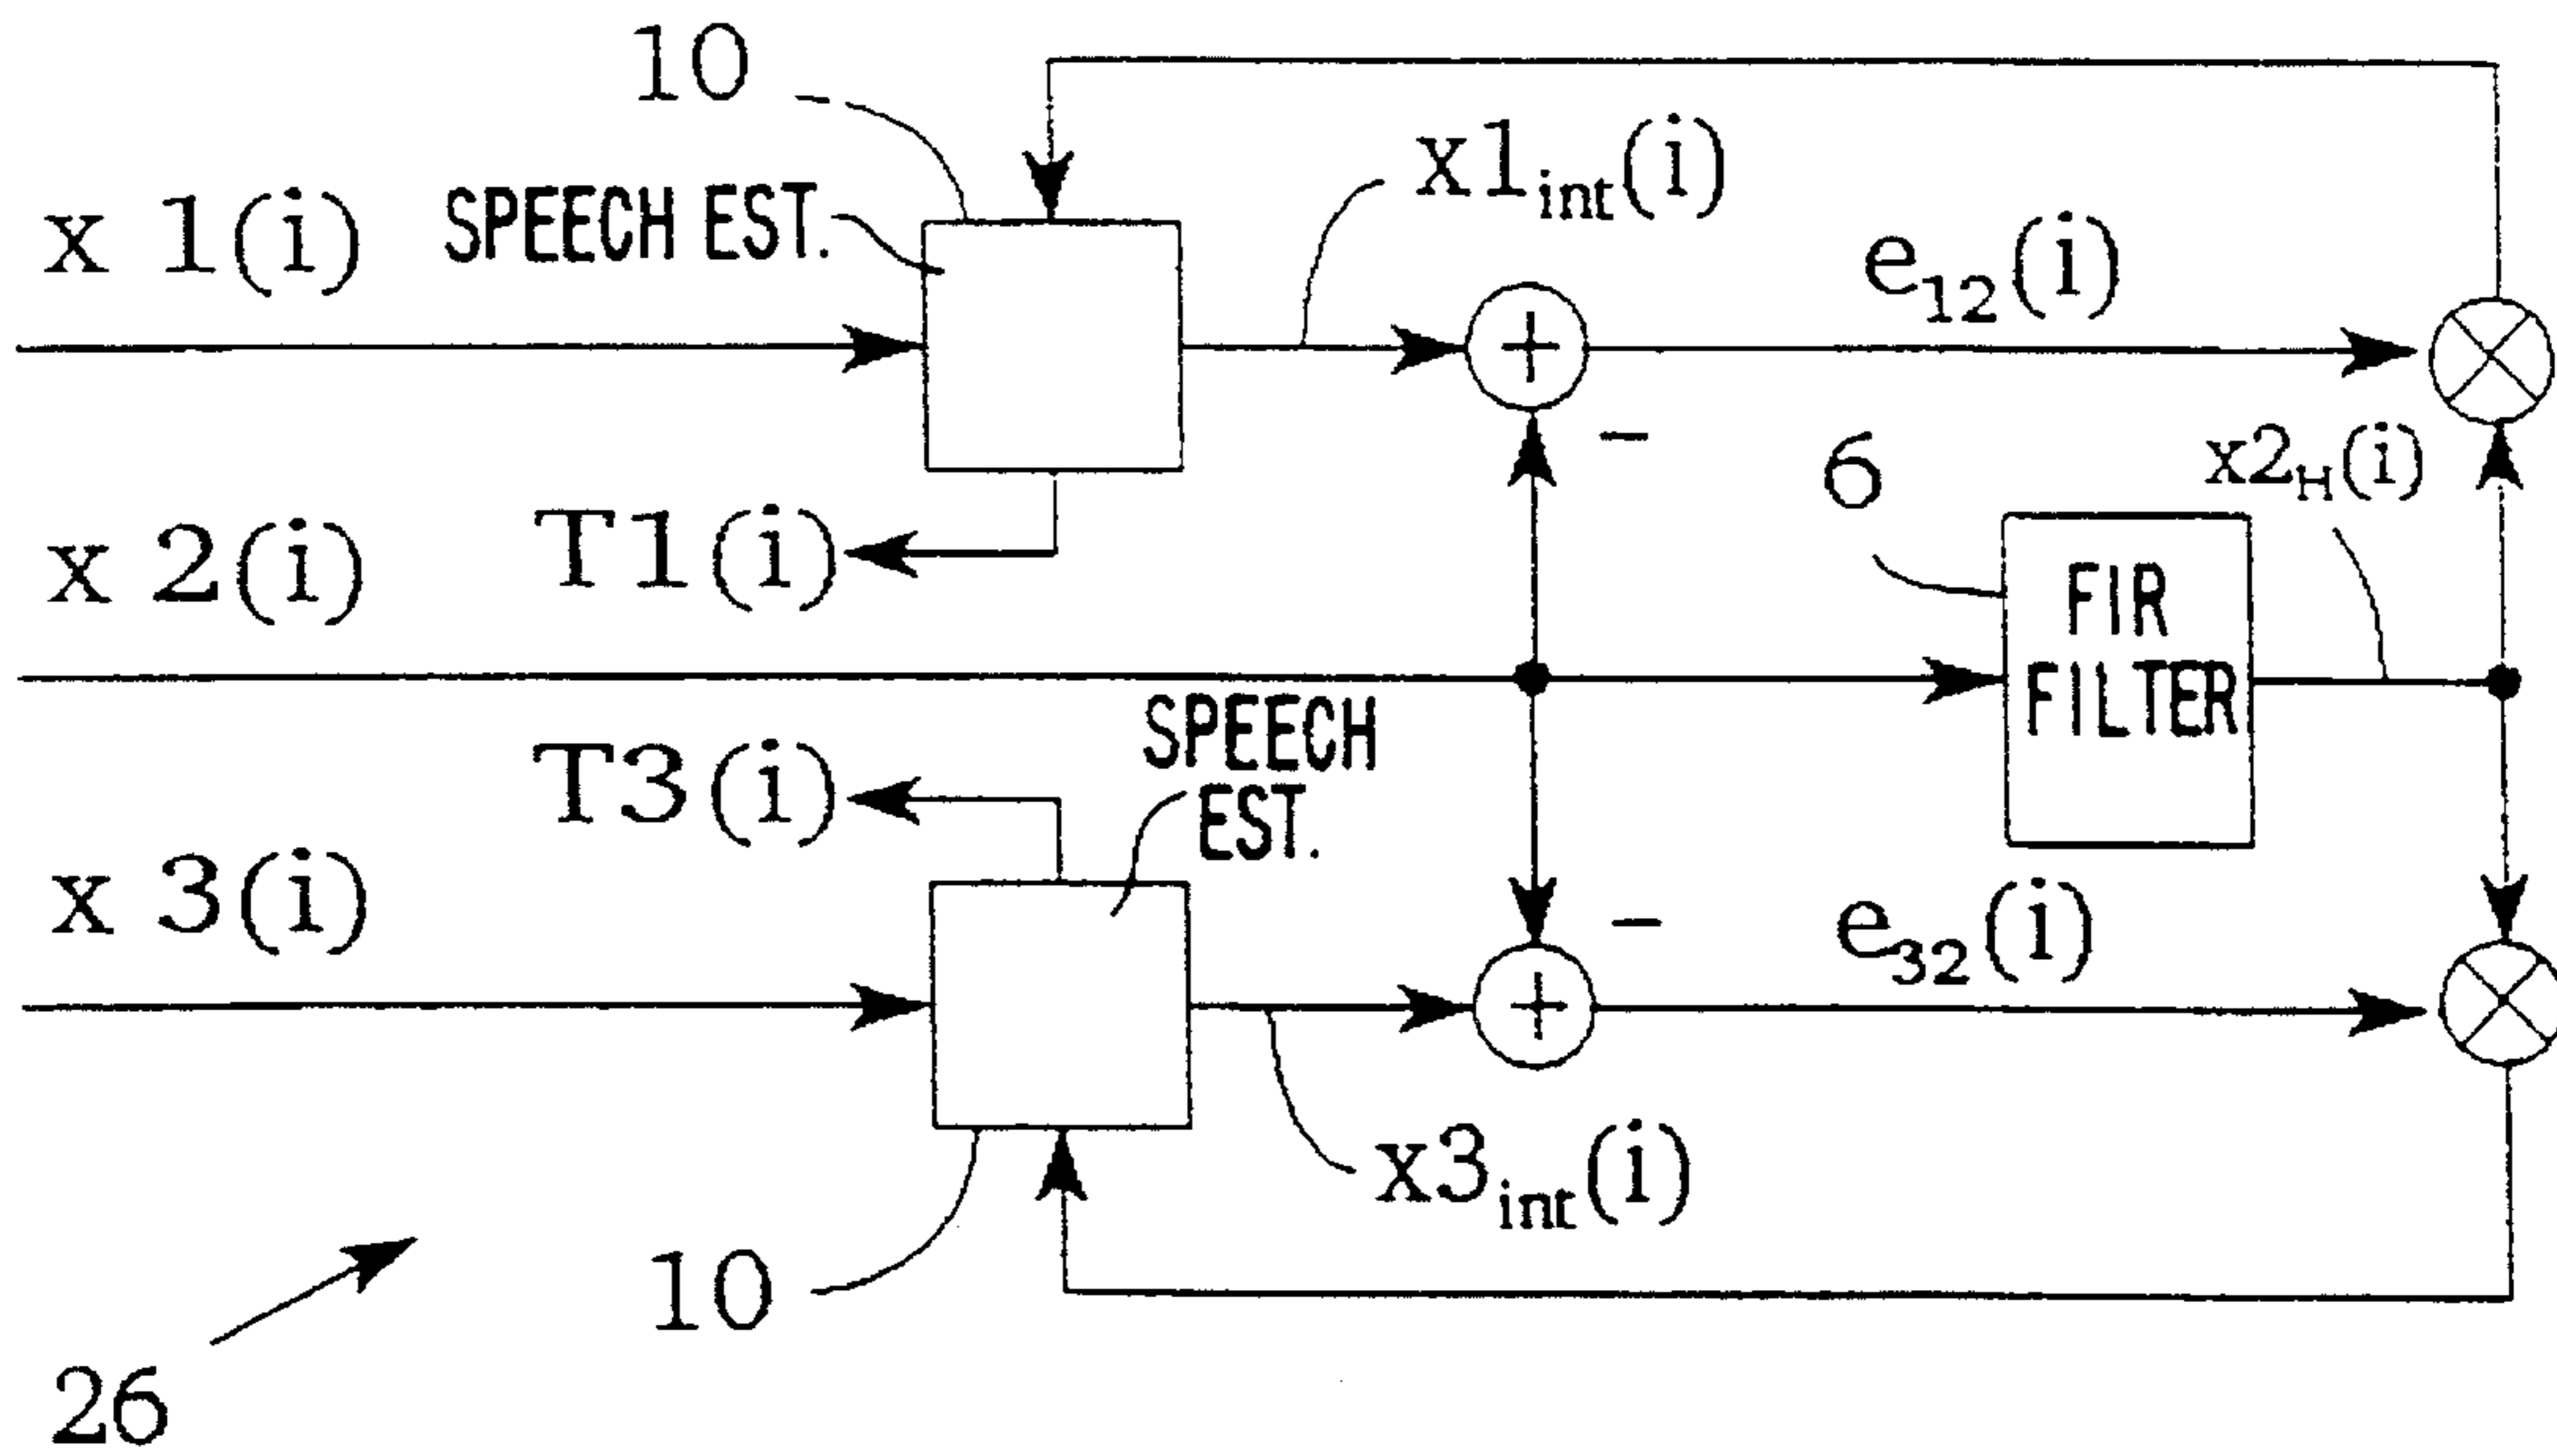 10
x 1(i)
SPEECH EST.
x1int(i)
e12(i)
x 2(i)
T1(i)
−
6
x2H(i)
FIR
FILTER
T3(i)
SPEECH
EST.
x 3(i)
−
e32(i)
x3int(i)
10
26